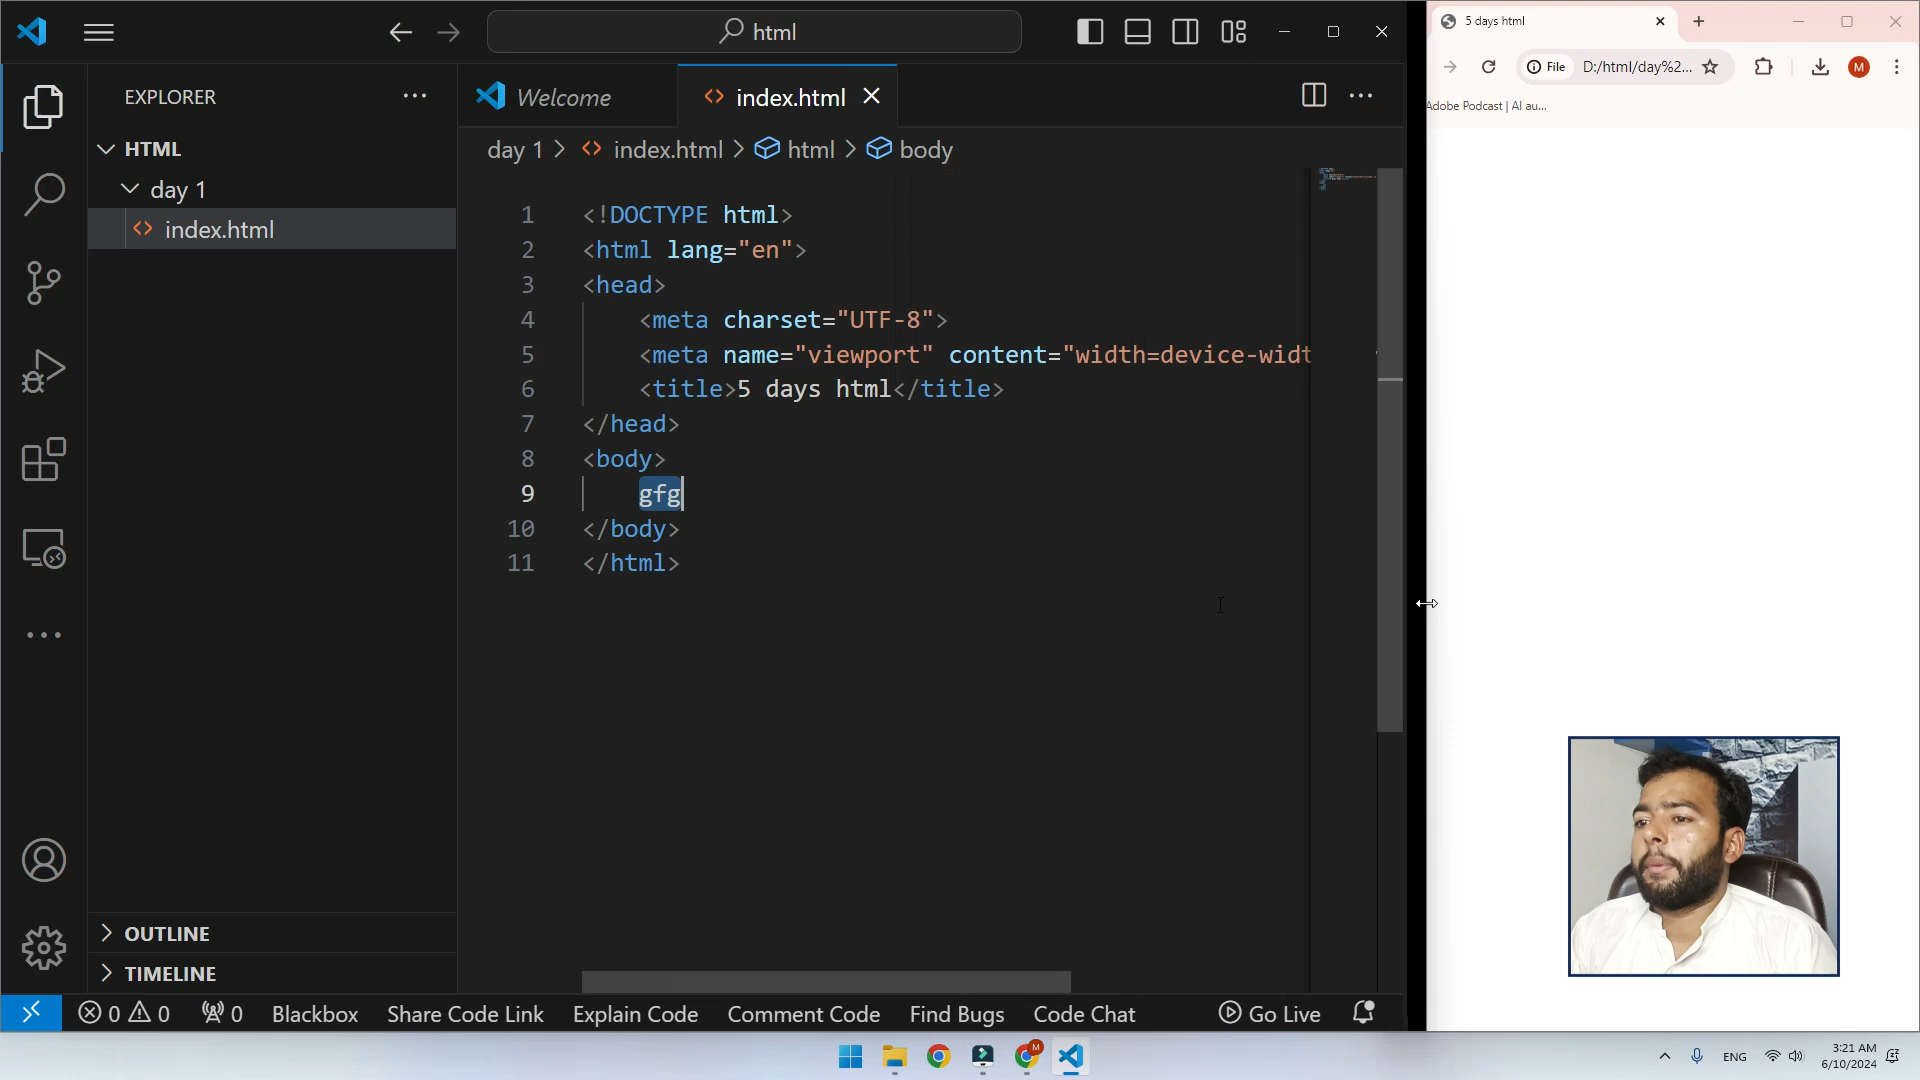 html
EXPLORER
HTML
day 1
index.html
OUTLINE
TIMELINE
Welcome
index.html
day 1 > index.html > html > body
1 <!DOCTYPE html>
2 <html lang="en">
3 <head>
4 <meta charset="UTF-8">
5 <meta name="viewport" content="width=device-widt
6 <title>5 days html</title>
7 </head>
8 <body>
9 gfg
10 </body>
11 </html>
0 0 0 Blackbox Share Code Link Explain Code Comment Code Find Bugs Code Chat Go Live
5 days html
File D:/html/day%2...
M
Adobe Podcast | AI au...
M
ENG
3:21 AM
6/10/2024